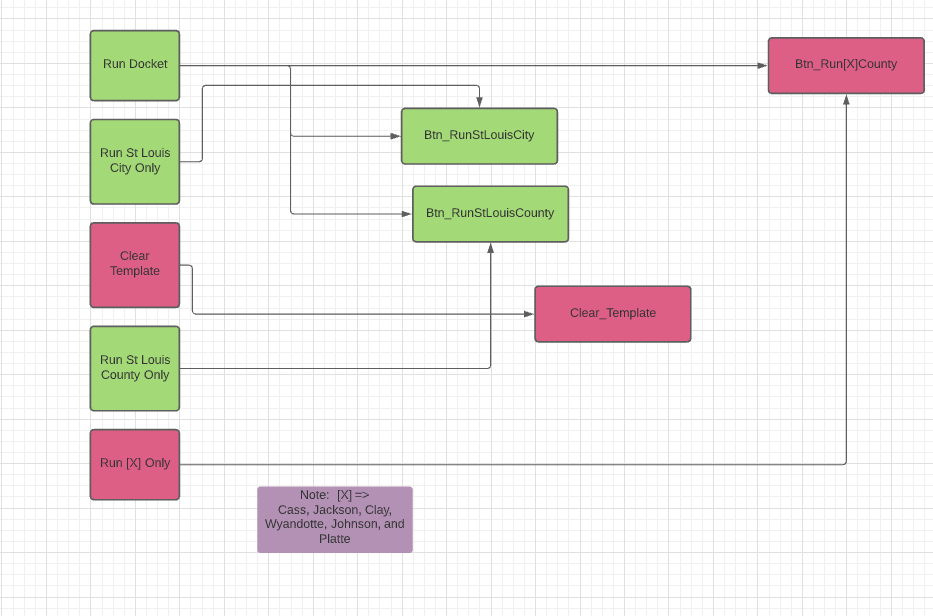 Run Docket
Btn_Run[X]County
Btn_RunStLouisCity
Run St Louis
City Only
Btn_RunStLouisCounty
Clear
Template
Clear_Template
Run St Louis
County Only
Run [X] Only
Note:  [X] =>
Cass, Jackson, Clay,
Wyandotte, Johnson, and
Platte